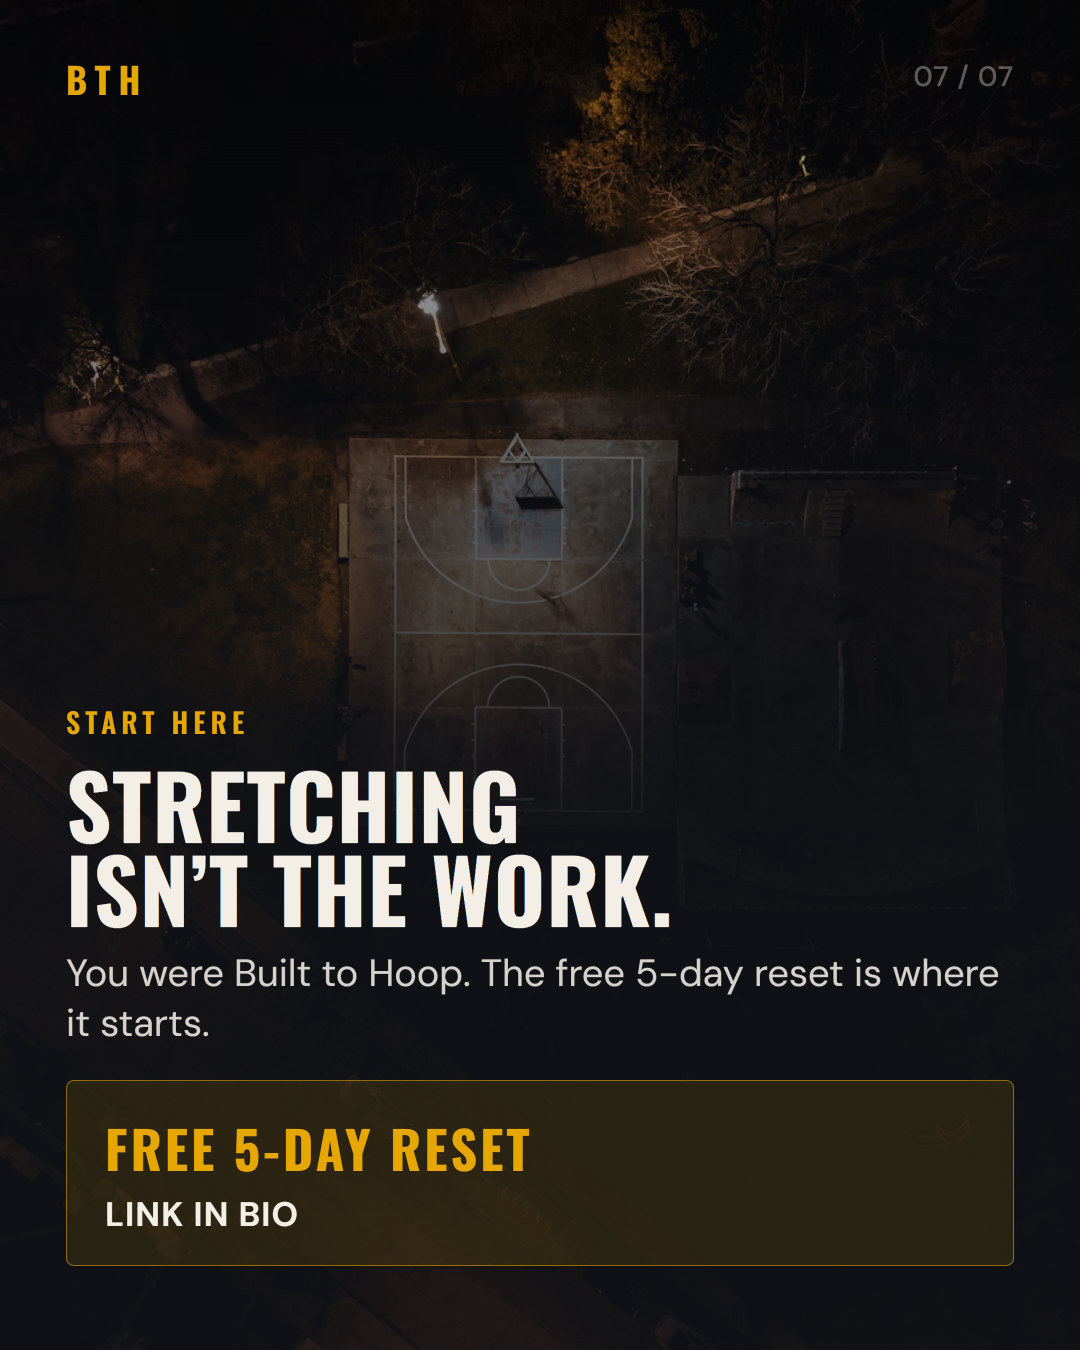 BTH
07 / 07
START HERE
STRETCHING
ISN’T THE WORK.
You were Built to Hoop. The free 5-day reset is where
it starts.
FREE 5-DAY RESET
LINK IN BIO